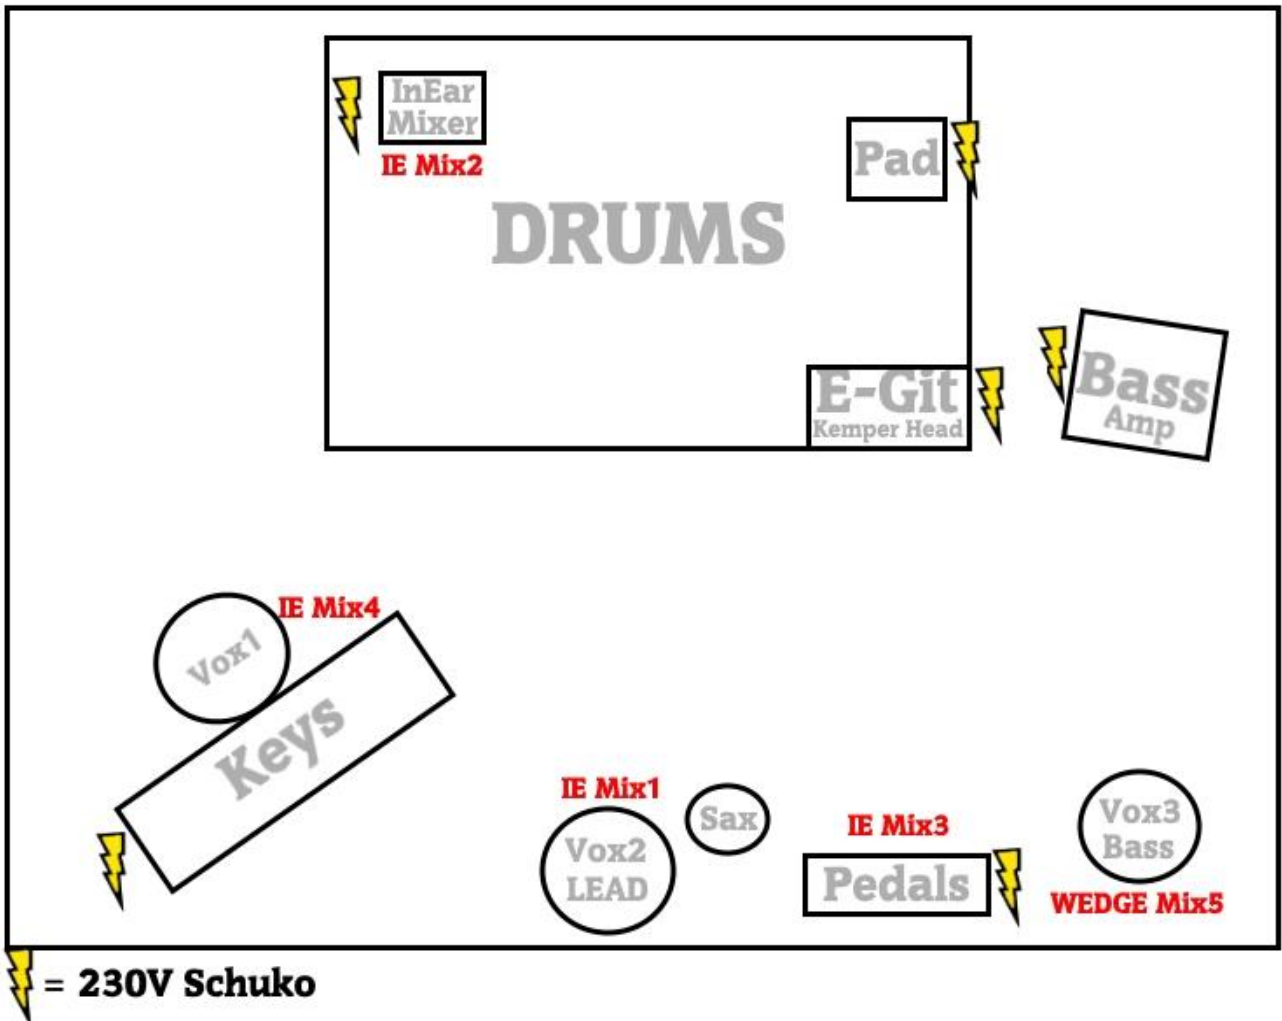 InEar
Mixer
IE Mix2
Pad
DRUMS
E-Git
Kemper Head
Bass
Amp
Vox1
IE Mix4
Keys
IE Mix1
Vox2
LEAD
Sax
IE Mix3
Pedals
Vox3
Bass
WEDGE Mix5
= 230V Schuko